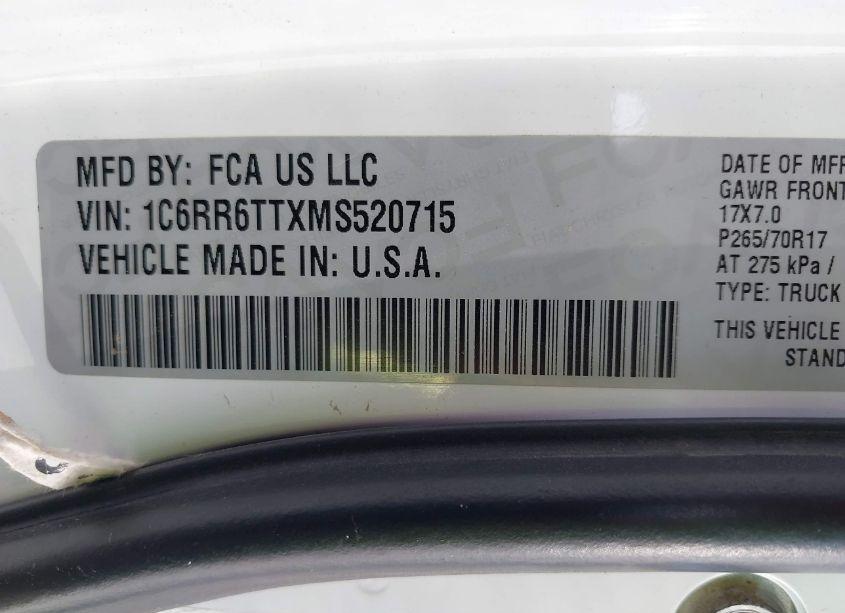 MFD BY: FCA US LLC
VIN: 1C6RR6TTXMS520715
VEHICLE MADE IN: U.S.A.
DATE OF MFR
GAWR FRONT
17X7.0
P265/70R17
AT 275 kPa /
TYPE: TRUCK
THIS VEHICLE
STAND